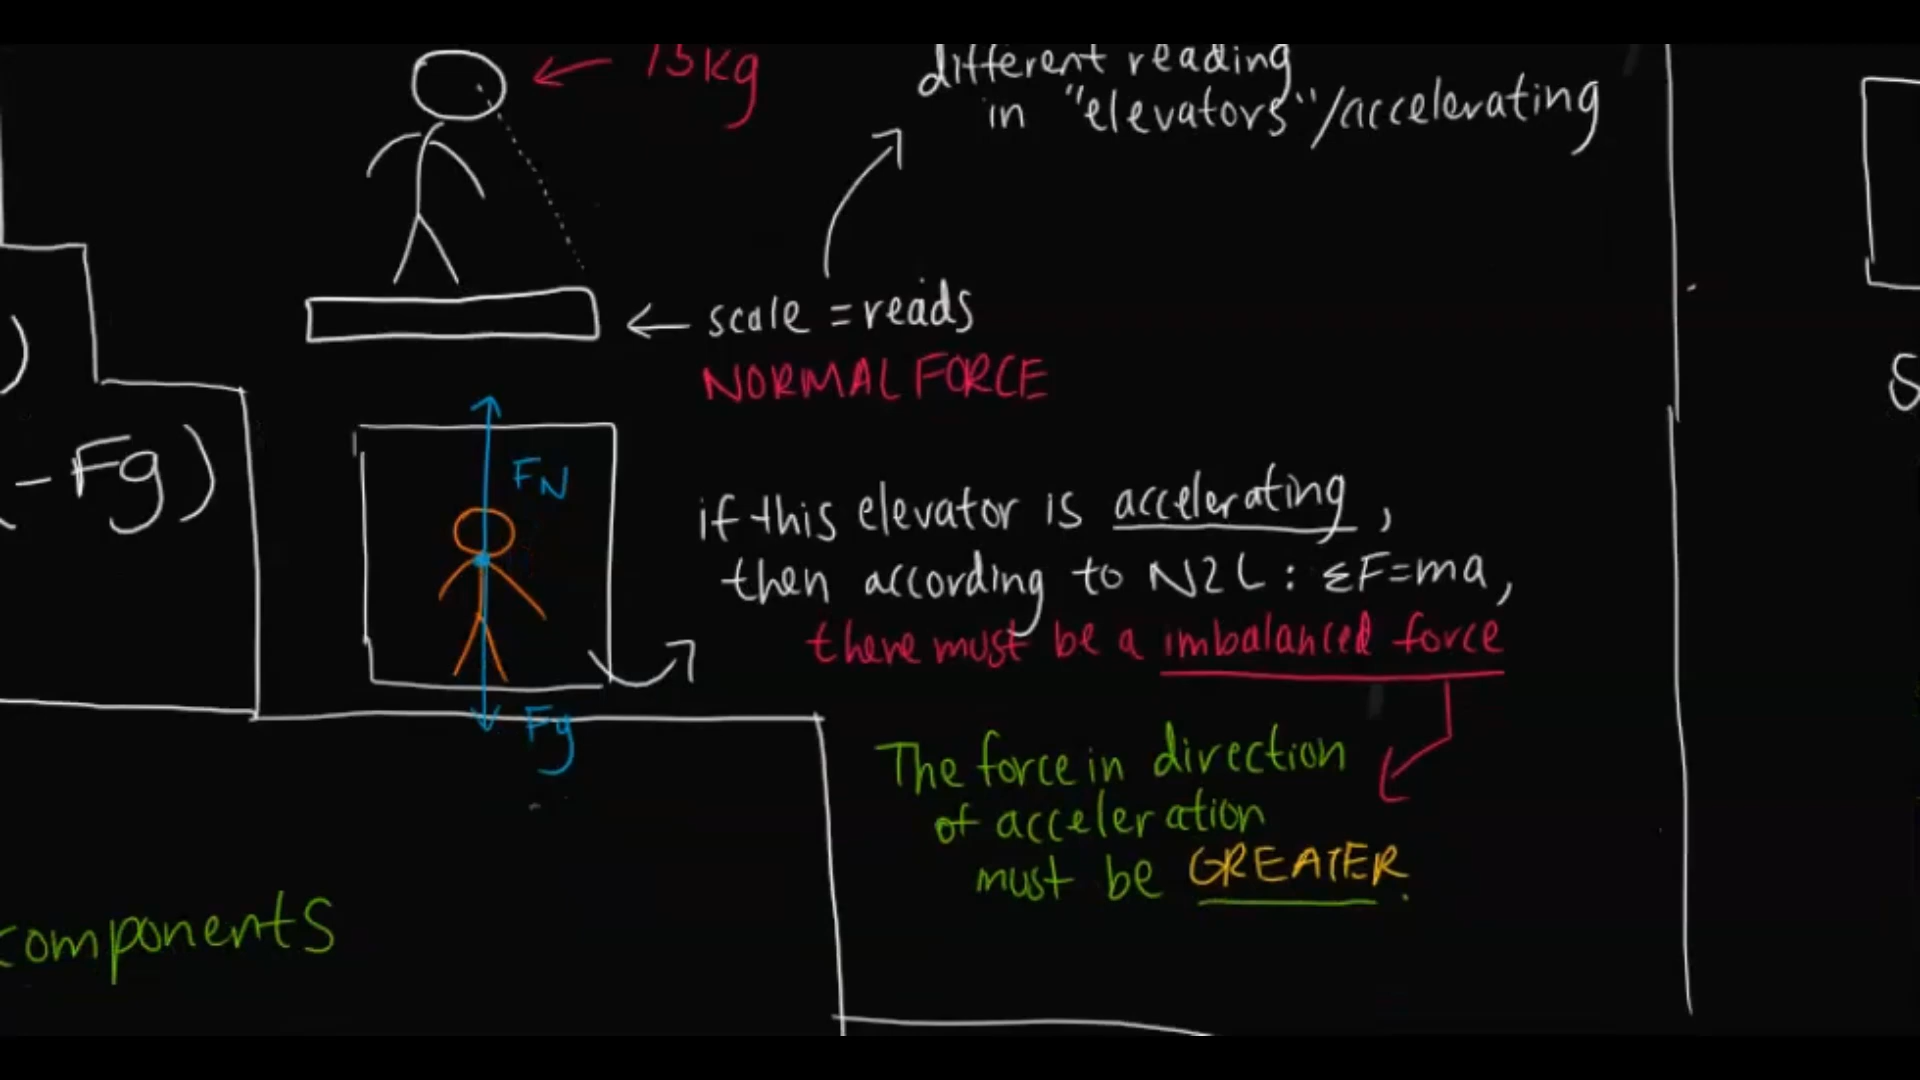 15kg
different reading
in "elevators"/accelerating
scale = reads
NORMAL FORCE
)
- Fg)
FN
if this elevator is accelerating,
then according to N2L: ΣF=ma,
there must be a imbalanced force
Fg
The force in direction
of acceleration
must be GREATER.
components